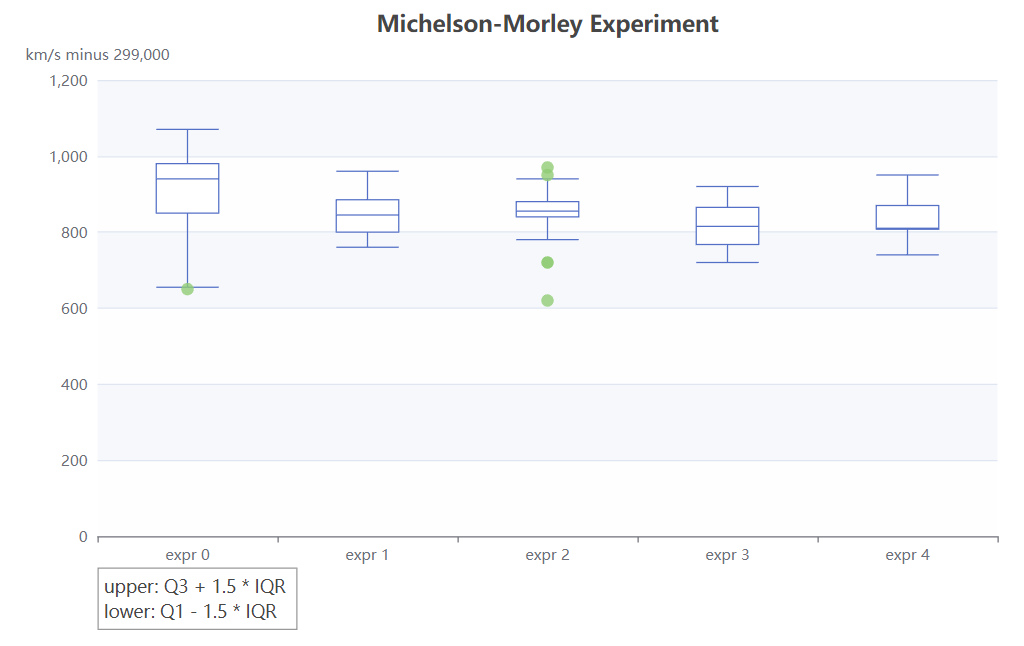 Michelson-Morley Experiment
km/s minus 299,000
1,200
1,000
800
600
400
200
0
expr 0 expr 1 expr 2 expr 3 expr 4
upper: Q3 + 1.5 * IQR
lower: Q1 - 1.5 * IQR